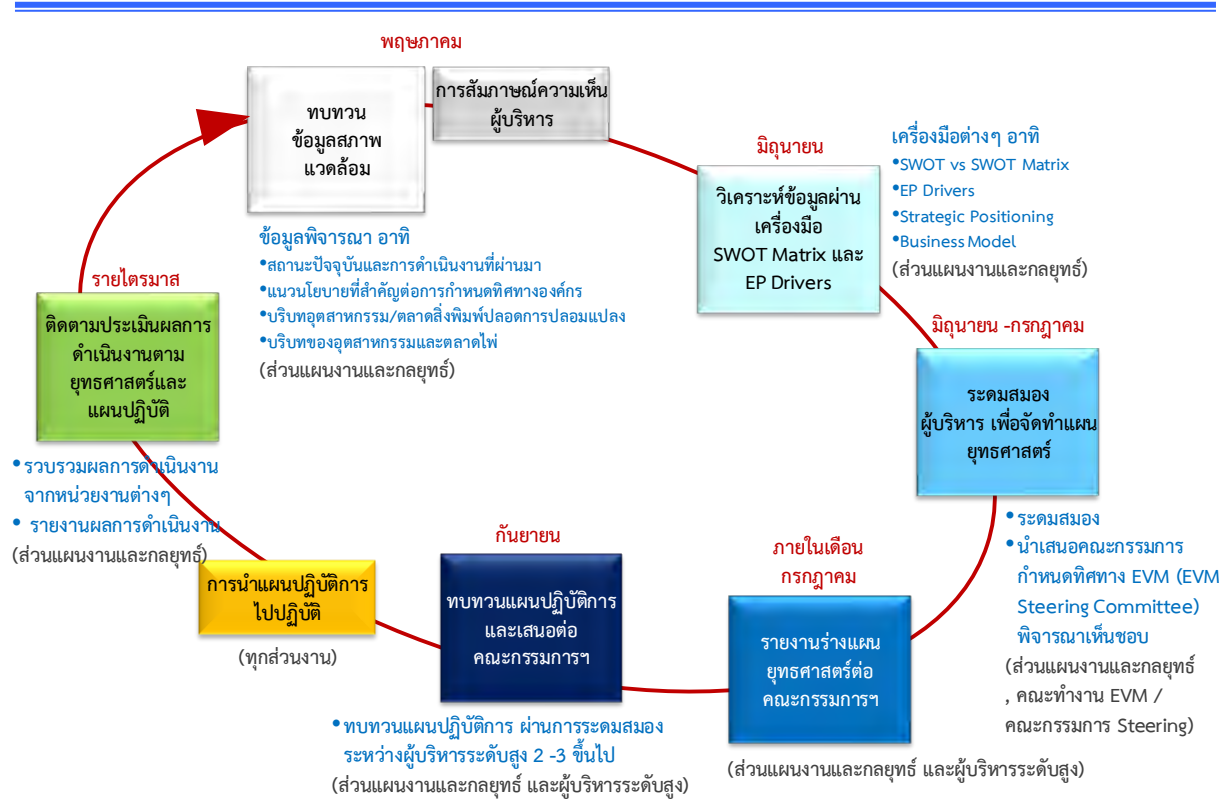 พฤษภาคม
ทบทวน
ข้อมูลสภาพ
แวดล้อม
การสัมภาษณ์ความเห็น
ผู้บริหาร
ข้อมูลพิจารณา อาทิ
•สถานะปัจจุบันและการดำเนินงานที่ผ่านมา
•แนวนโยบายที่สำคัญต่อการกำหนดทิศทางองค์กร
•บริบทอุตสาหกรรม/ตลาดสิ่งพิมพ์ปลอดการปลอมแปลง
•บริบทของอุตสาหกรรมและตลาดไพ่
(ส่วนแผนงานและกลยุทธ์)
มิถุนายน
วิเคราะห์ข้อมูลผ่าน
เครื่องมือ
SWOT Matrix และ
EP Drivers
เครื่องมือต่างๆ อาทิ
•SWOT vs SWOT Matrix
•EP Drivers
•Strategic Positioning
•Business Model
(ส่วนแผนงานและกลยุทธ์)
มิถุนายน -กรกฎาคม
ระดมสมอง
ผู้บริหาร เพื่อจัดทำแผน
ยุทธศาสตร์
•ระดมสมอง
•นำเสนอคณะกรรมการ
กำหนดทิศทาง EVM (EVM
Steering Committee)
พิจารณาเห็นชอบ
(ส่วนแผนงานและกลยุทธ์
, คณะทำงาน EVM /
คณะกรรมการ Steering)
ภายในเดือน
กรกฎาคม
รายงานร่างแผน
ยุทธศาสตร์ต่อ
คณะกรรมการฯ
(ส่วนแผนงานและกลยุทธ์ และผู้บริหารระดับสูง)
กันยายน
ทบทวนแผนปฏิบัติการ
และเสนอต่อ
คณะกรรมการฯ
•ทบทวนแผนปฏิบัติการ ผ่านการระดมสมอง
ระหว่างผู้บริหารระดับสูง 2 -3 ขึ้นไป
(ส่วนแผนงานและกลยุทธ์ และผู้บริหารระดับสูง)
การนำแผนปฏิบัติการ
ไปปฏิบัติ
(ทุกส่วนงาน)
รายไตรมาส
ติดตามประเมินผลการ
ดำเนินงานตาม
ยุทธศาสตร์และ
แผนปฏิบัติ
•รวบรวมผลการดำเนินงาน
จากหน่วยงานต่างๆ
• รายงานผลการดำเนินงาน
(ส่วนแผนงานและกลยุทธ์)